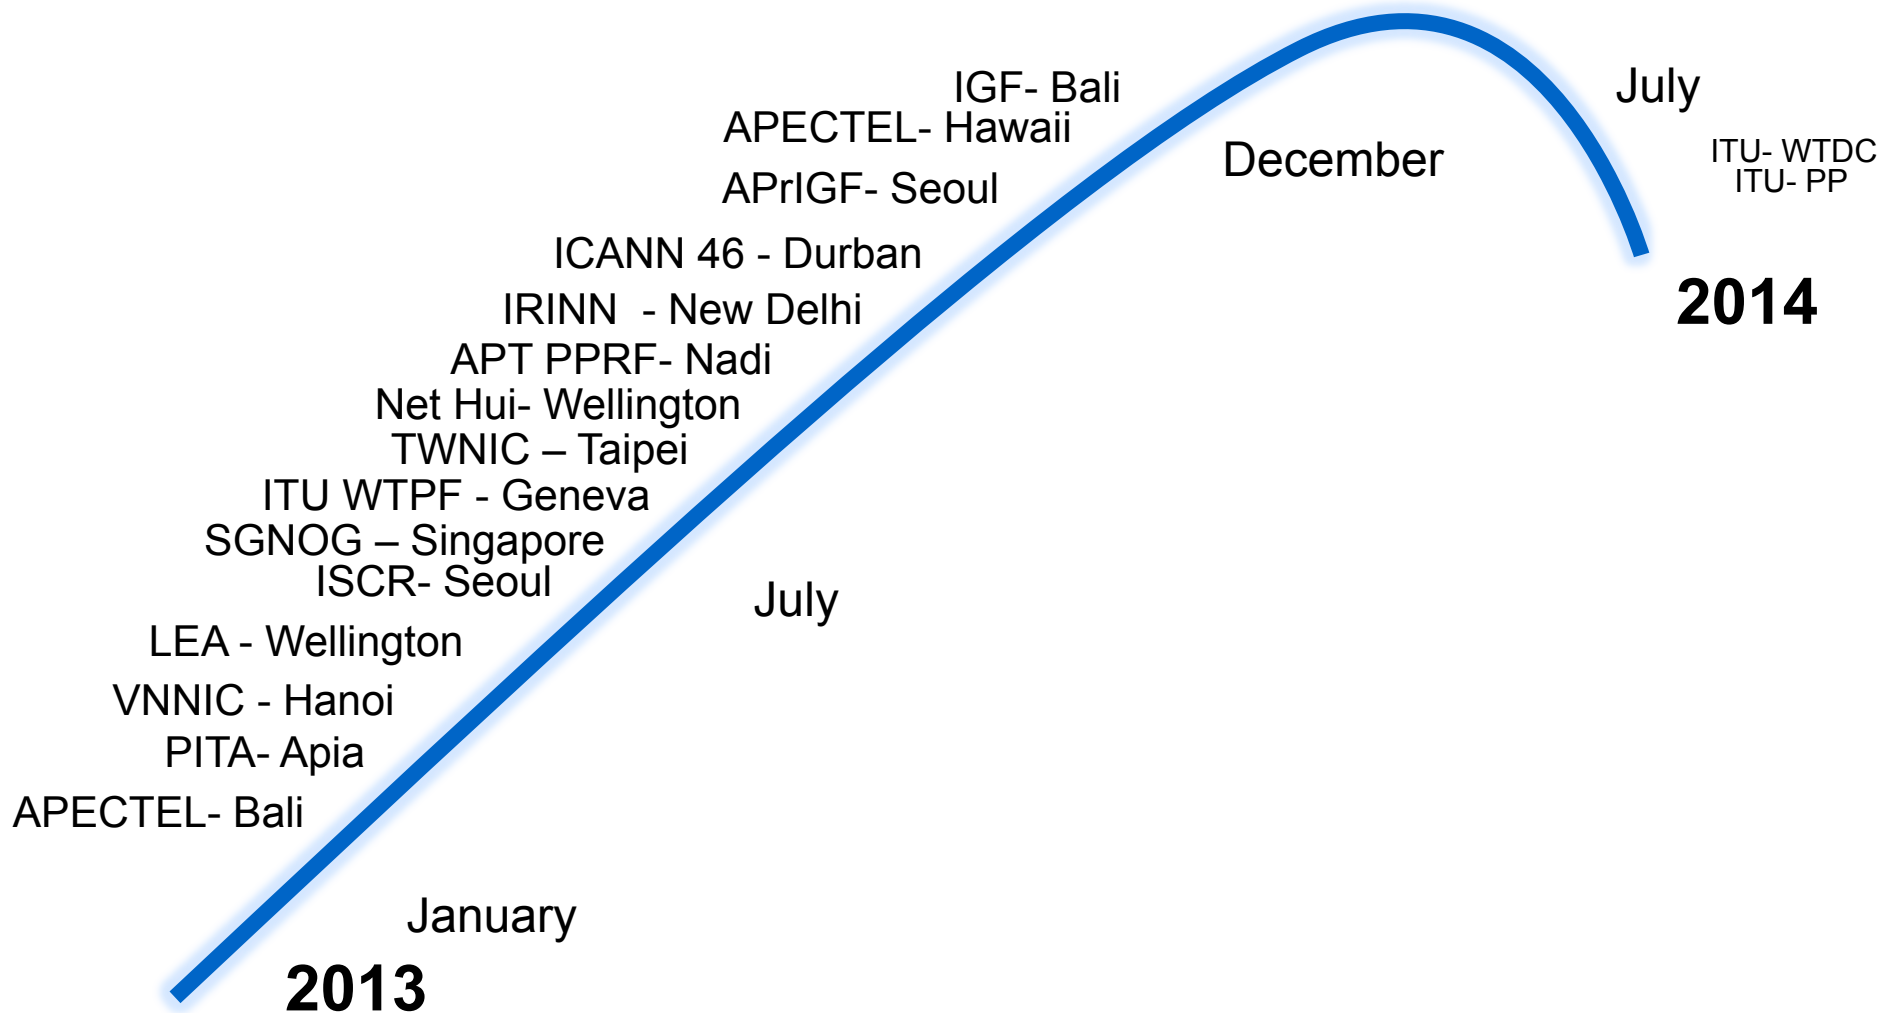 IGF- Bali
July
APECTEL- Hawaii
December
ITU- WTDC
ITU- PP
APrIGF- Seoul
ICANN 46 - Durban
IRINN  - New Delhi
2014
APT PPRF- Nadi
Net Hui- Wellington
TWNIC – Taipei
ITU WTPF - Geneva
SGNOG – Singapore
ISCR- Seoul
July
LEA - Wellington
VNNIC - Hanoi
PITA- Apia
APECTEL- Bali
January
2013